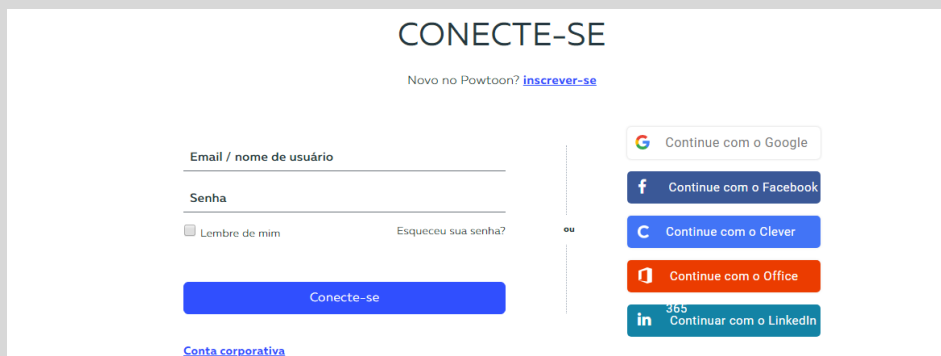 CONECTE-SE
Novo no Powtoon? inscrever-se
Email / nome de usuário
Senha
Lembre de mim
Esqueceu sua senha?
Conecte-se
Conta corporativa
ou
Continue com o Google
Continue com o Facebook
Continue com o Clever
Continue com o Office
365
Continuar com o LinkedIn